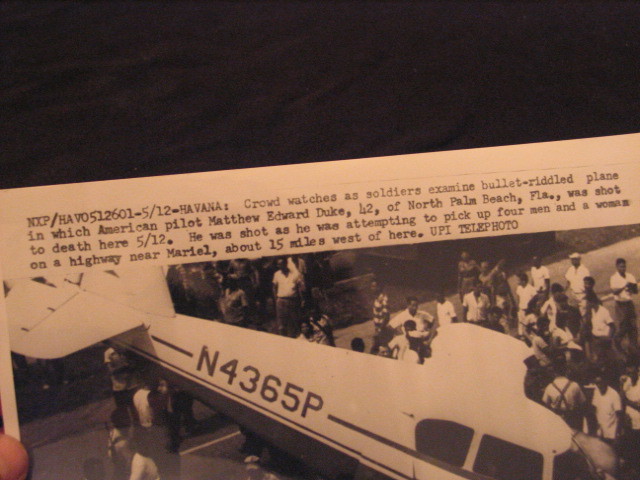 NXP/HAV0512601-5/12-HAVANA: Crowd watches as soldiers examine bullet-riddled plane
in which American pilot Matthew Edward Duke, 42, of North Palm Beach, Fla., was shot
to death here 5/12. He was shot as he was attempting to pick up four men and a woman
on a highway near Mariel, about 15 miles west of here. UPI TELEPHOTO
N4365P